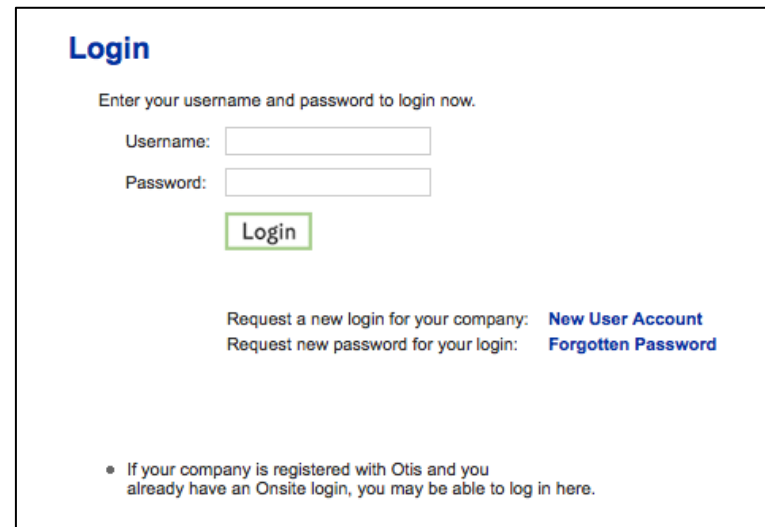 Login
Enter your username and password to login now.
Username:
Password:
Login
Request a new login for your company: New User Account
Request new password for your login: Forgotten Password
If your company is registered with Otis and you
already have an Onsite login, you may be able to log in here.